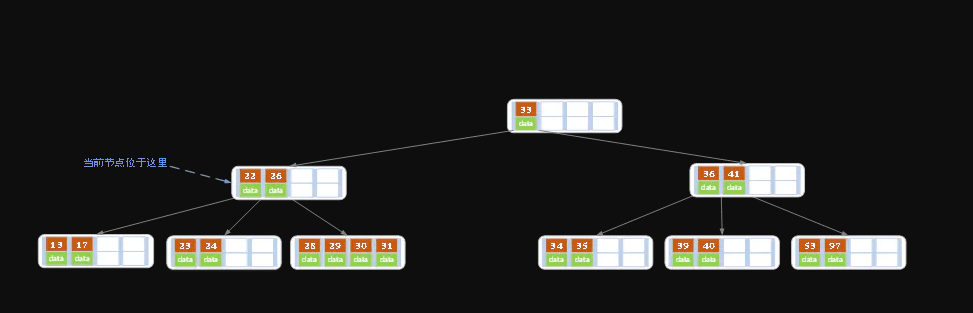 33
data
当前节点位于这里
22 26
data data
36 41
data data
13 17
data data
23 24
data data
28 29 30 31
data data data data
34 35
data data
39 40
data data
53 97
data data